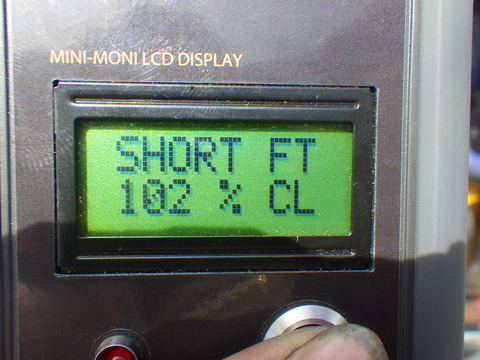 MINI-MONI LCD DISPLAY
SHORT FT
102 % CL